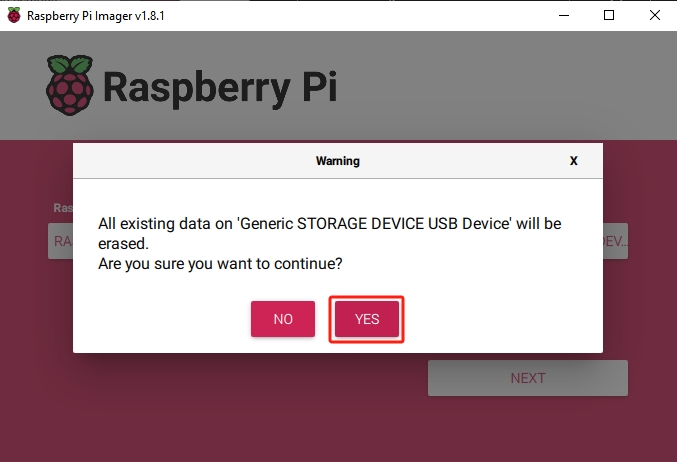 Raspberry Pi Imager v1.8.1
Raspberry Pi
Warning
X
Ras
RA
DEV...
All existing data on 'Generic STORAGE DEVICE USB Device' will be
erased.
Are you sure you want to continue?
NO
YES
NEXT